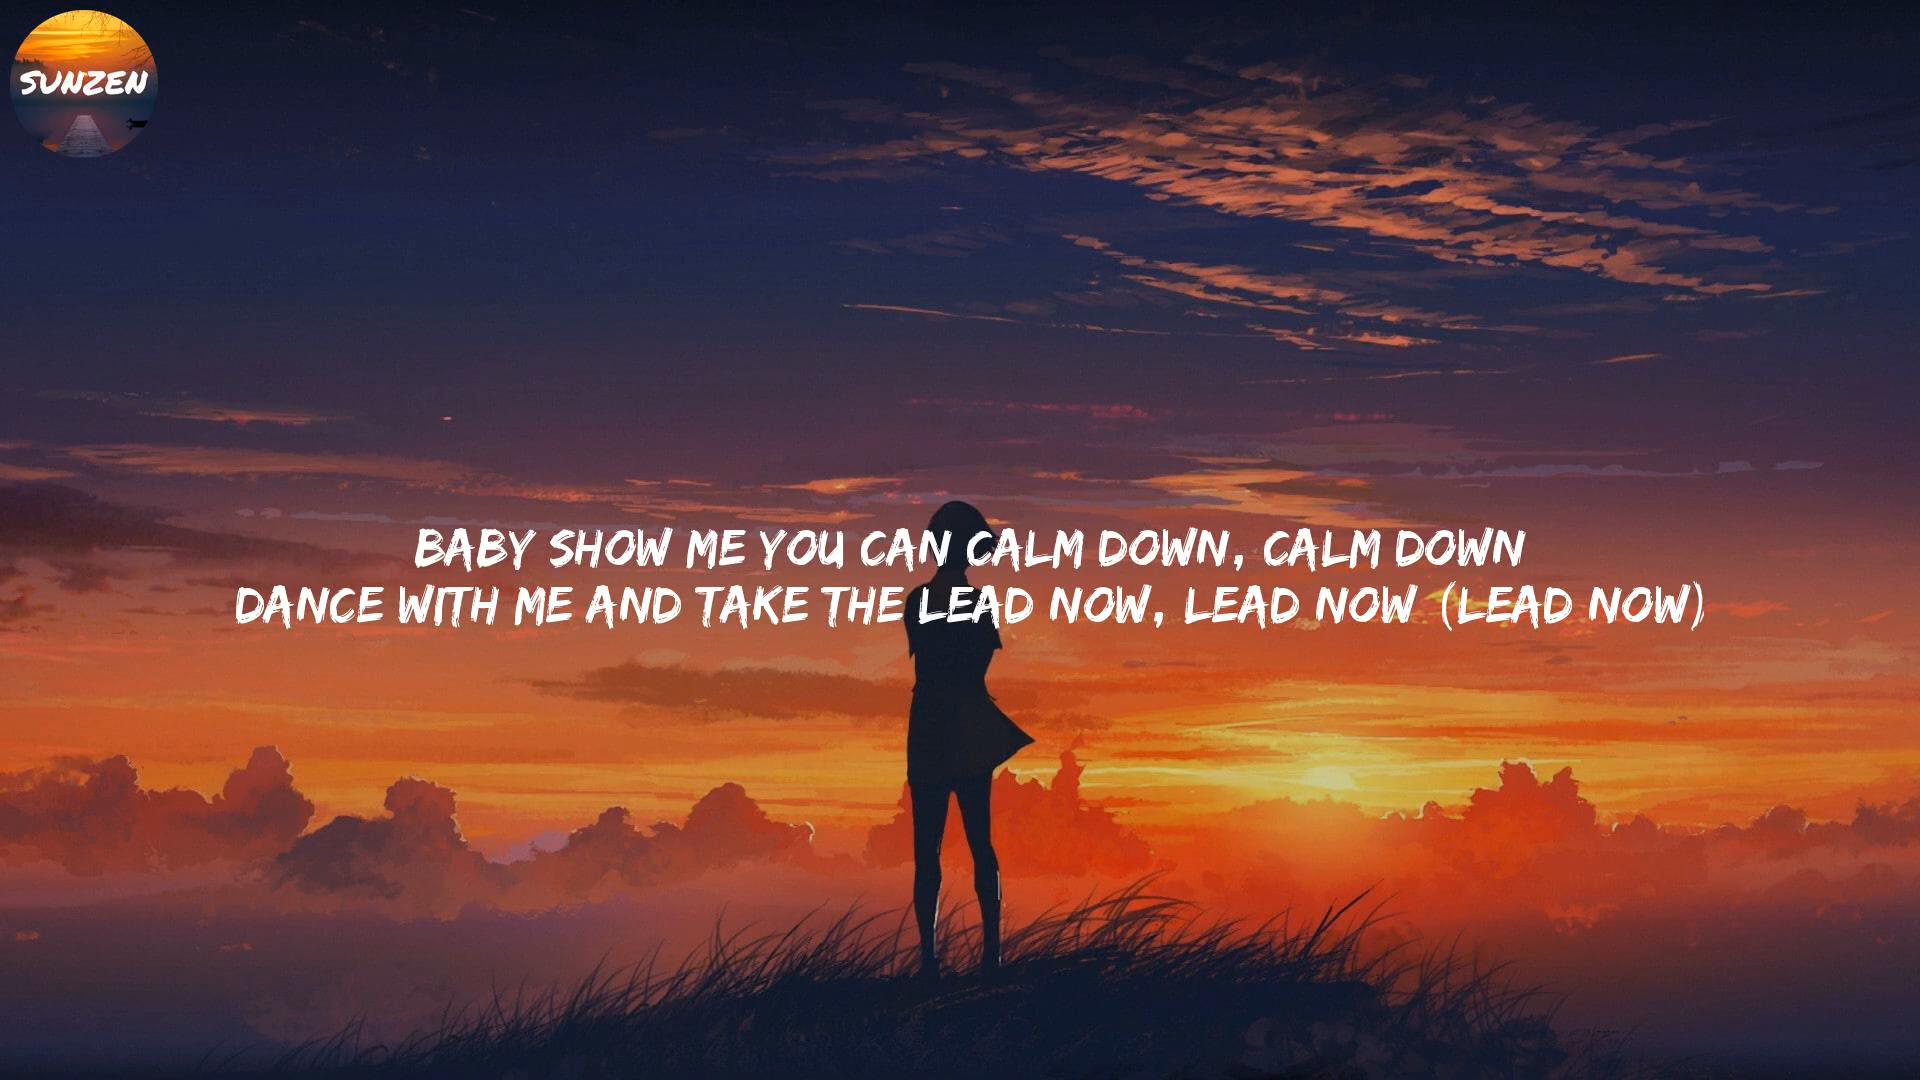 SUNZEN
BABY SHOW ME YOU CAN CALM DOWN, CALM DOWN
DANCE WITH ME AND TAKE THE LEAD NOW, LEAD NOW (LEAD NOW)